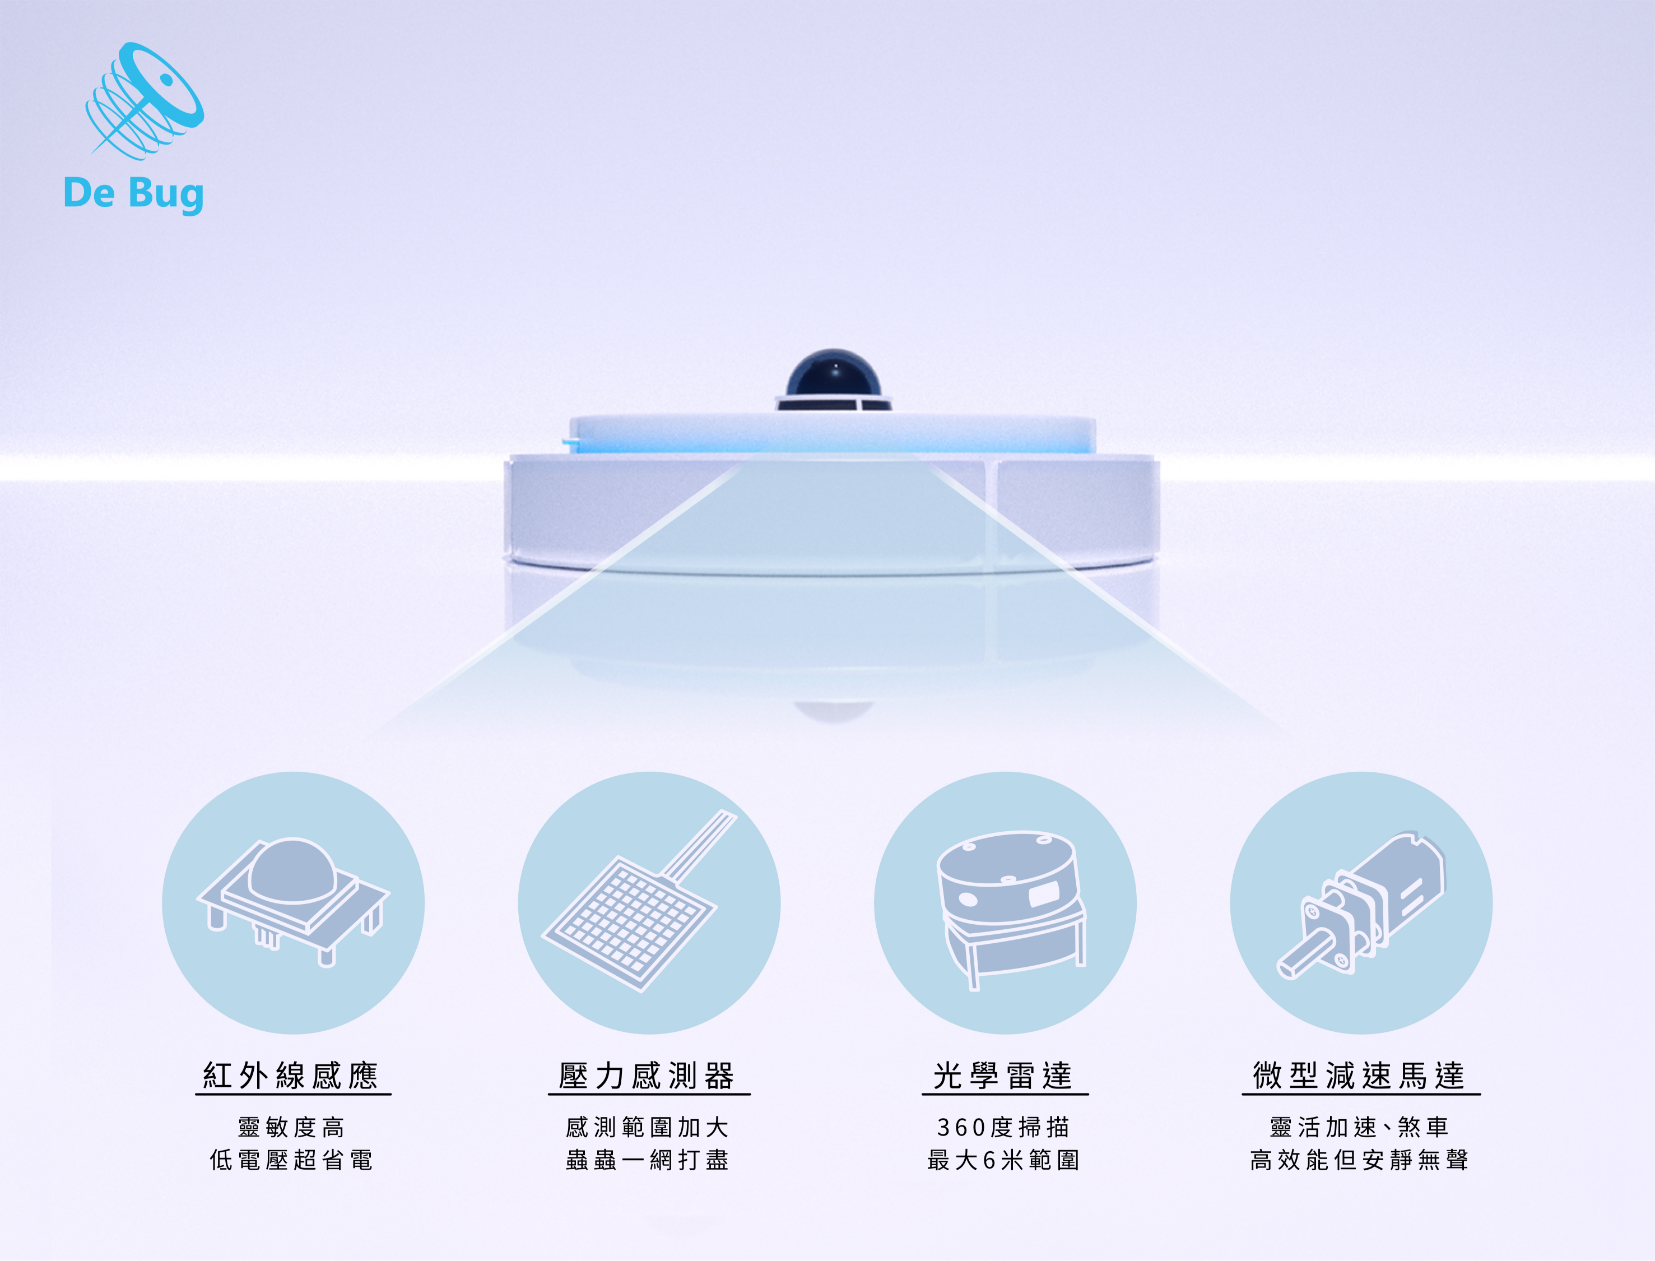 De Bug
紅外線感應
靈敏度高
低電壓超省電
壓力感測器
感測範圍加大
蟲蟲一網打盡
光學雷達
360度掃描
最大6米範圍
微型減速馬達
靈活加速、煞車
高效能但安靜無聲